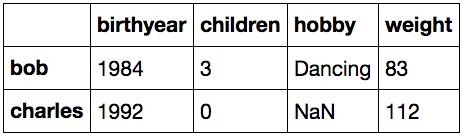 birthyear children hobby weight
bob 1984 3 Dancing 83
charles 1992 0 NaN 112